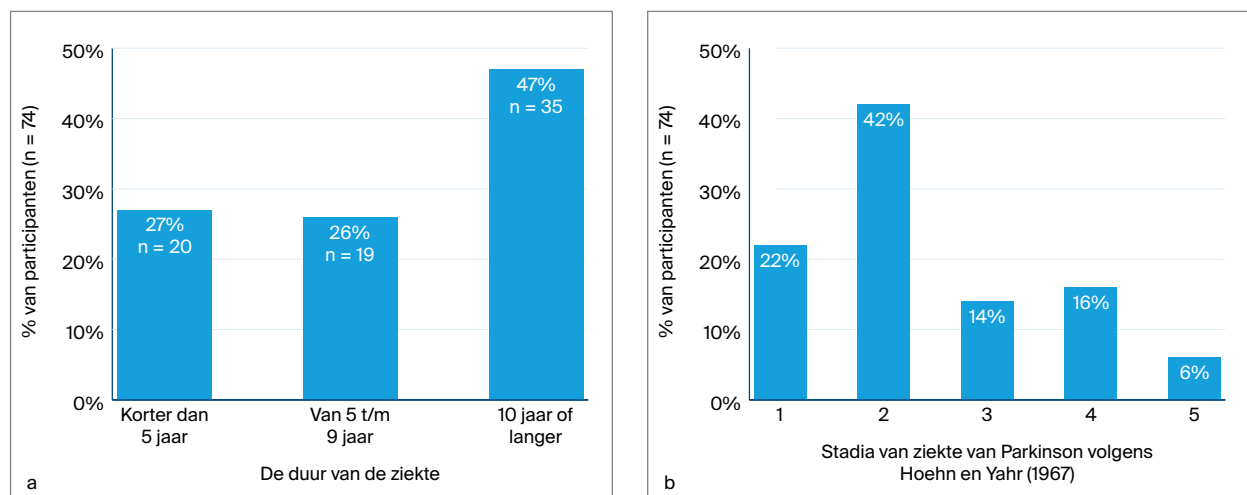 % van participanten (n = 74)
50%
40%
30%
20%
10%
0%
27%
n = 20
26%
n = 19
47%
n = 35
Korter dan
5 jaar
Van 5 t/m
9 jaar
10 jaar of
langer
De duur van de ziekte
a
% van participanten (n = 74)
50%
40%
30%
20%
10%
0%
22%
42%
14%
16%
6%
1 2 3 4 5
Stadia van ziekte van Parkinson volgens
Hoehn en Yahr (1967)
b